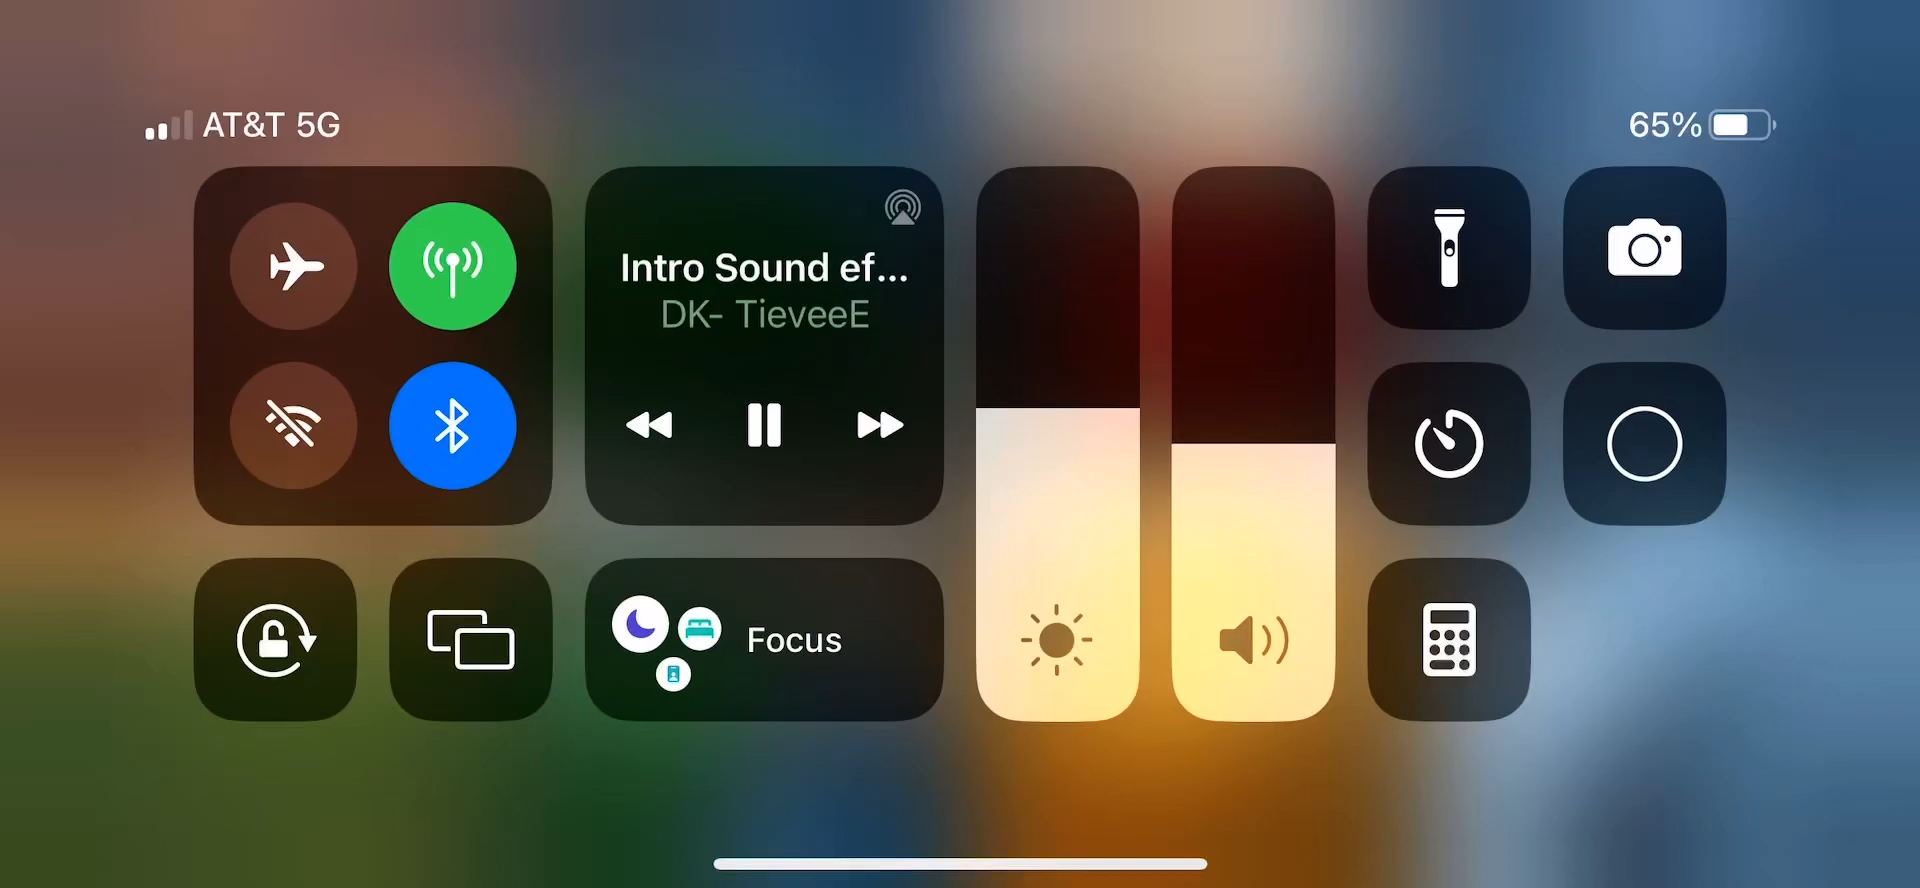 AT&T 5G
65%
Intro Sound ef...
DK- TieveeE
Focus